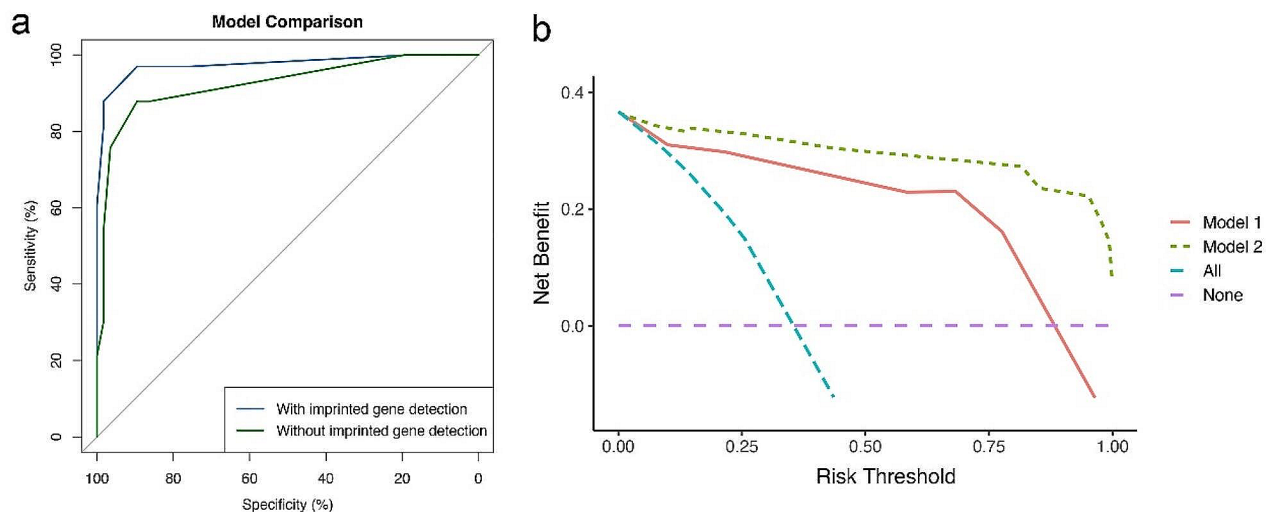 a
Model Comparison
Sensitivity (%)
100
80
60
40
20
0
With imprinted gene detection
Without imprinted gene detection
100 80 60 40 20 0
Specificity (%)
b
Net Benefit
0.4
0.2
0.0
0.00 0.25 0.50 0.75 1.00
Risk Threshold
Model 1
Model 2
All
None